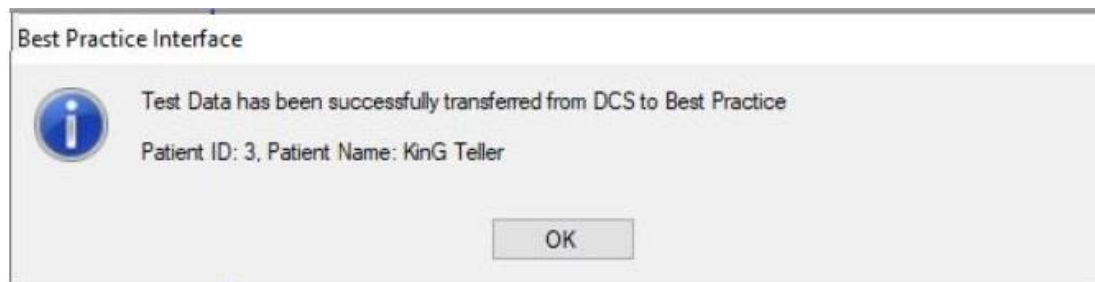 Best Practice Interface
Test Data has been successfully transferred from DCS to Best Practice
Patient ID: 3, Patient Name: KinG Teller
OK